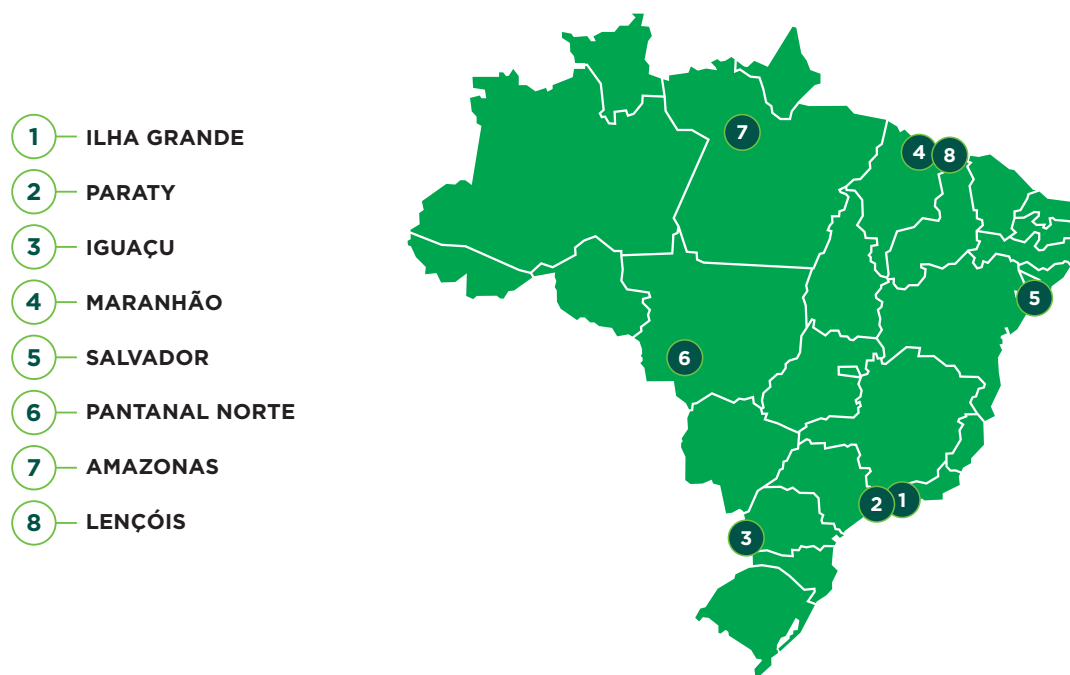 1 ILHA GRANDE
2 PARATY
3 IGUAÇU
4 MARANHÃO
5 SALVADOR
6 PANTANAL NORTE
7 AMAZONAS
8 LENÇÓIS
7
4 8
5
6
2 1
3